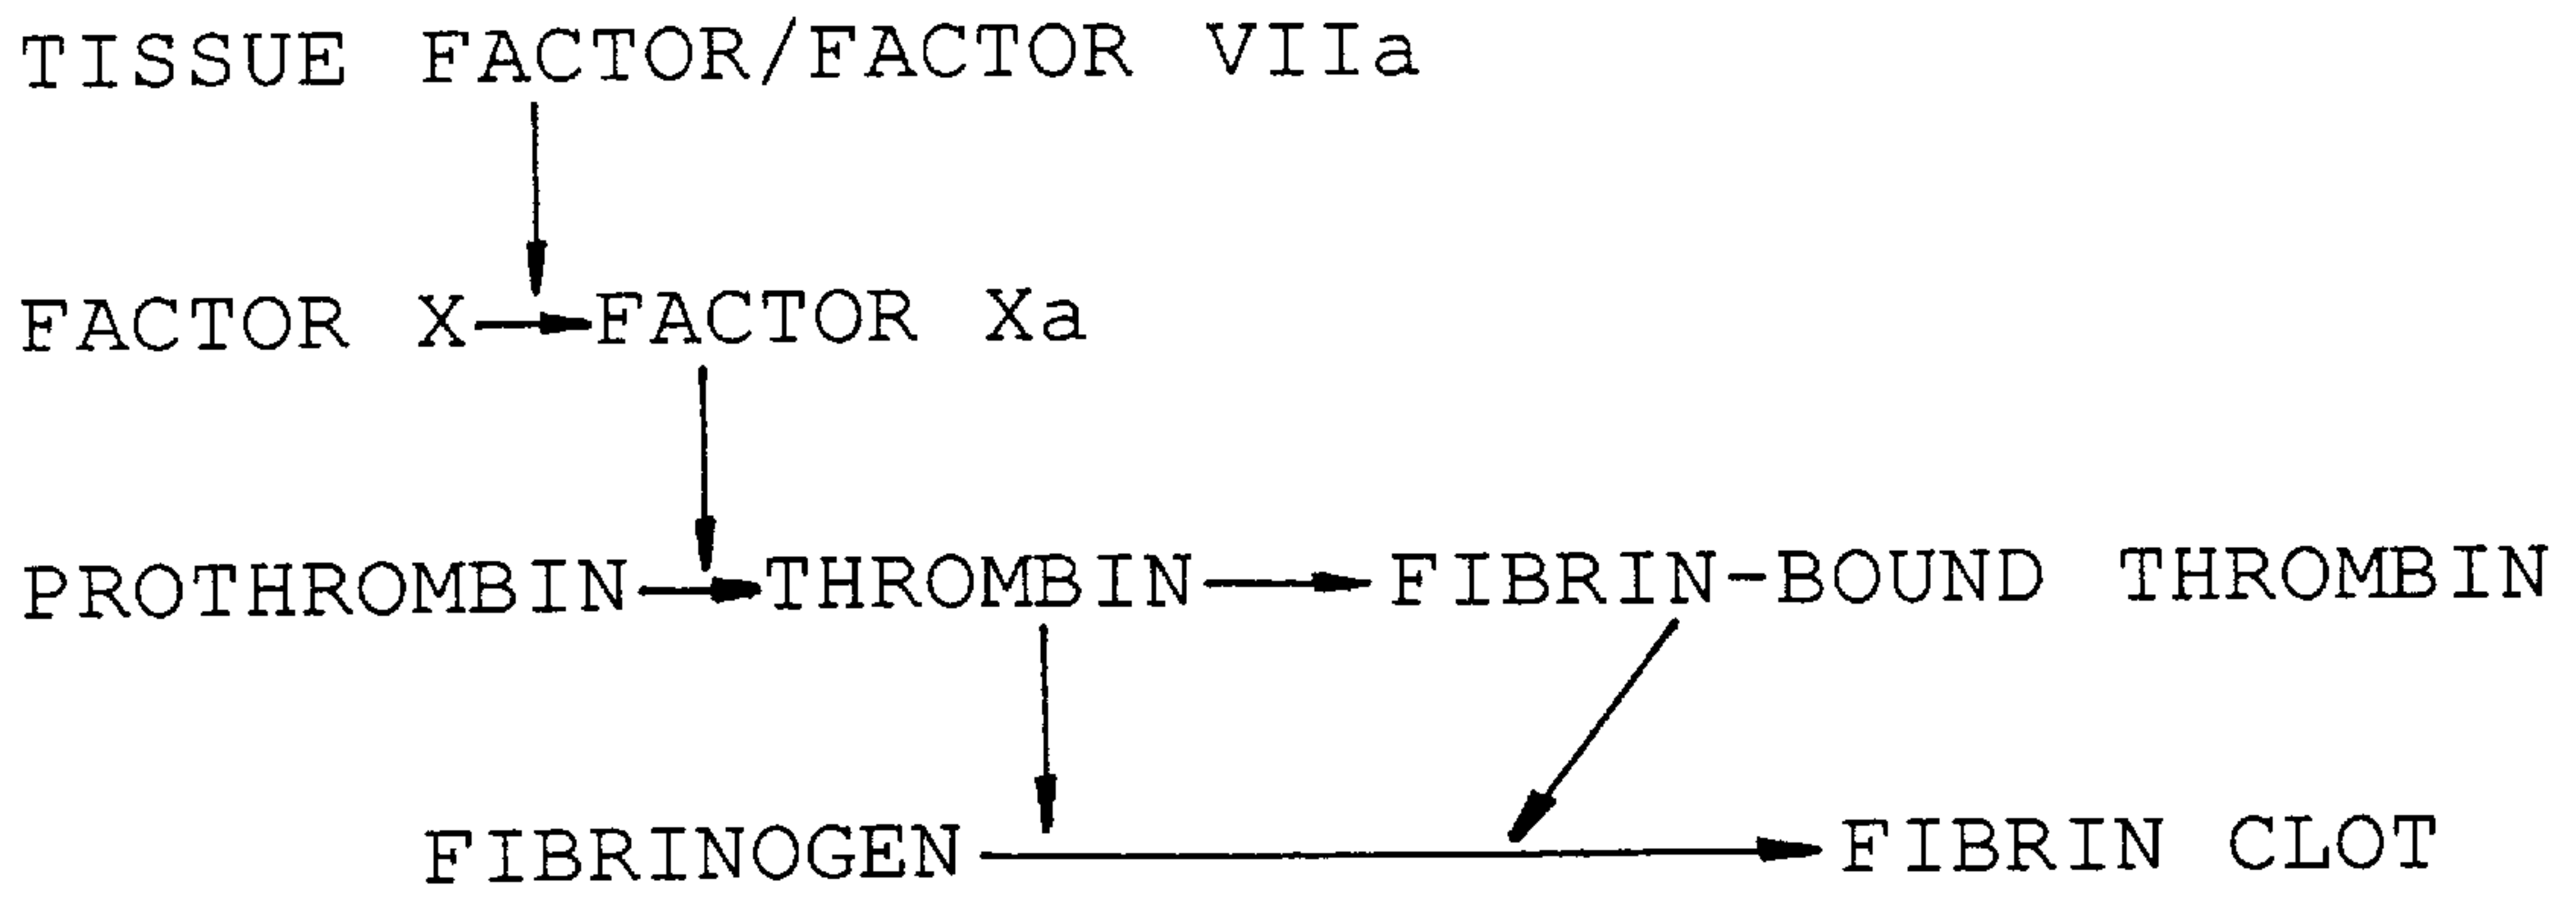 TISSUE FACTOR/FACTOR VIIa
FACTOR X FACTOR Xa
PROTHROMBIN THROMBIN FIBRIN-BOUND THROMBIN
FIBRINOGEN FIBRIN CLOT